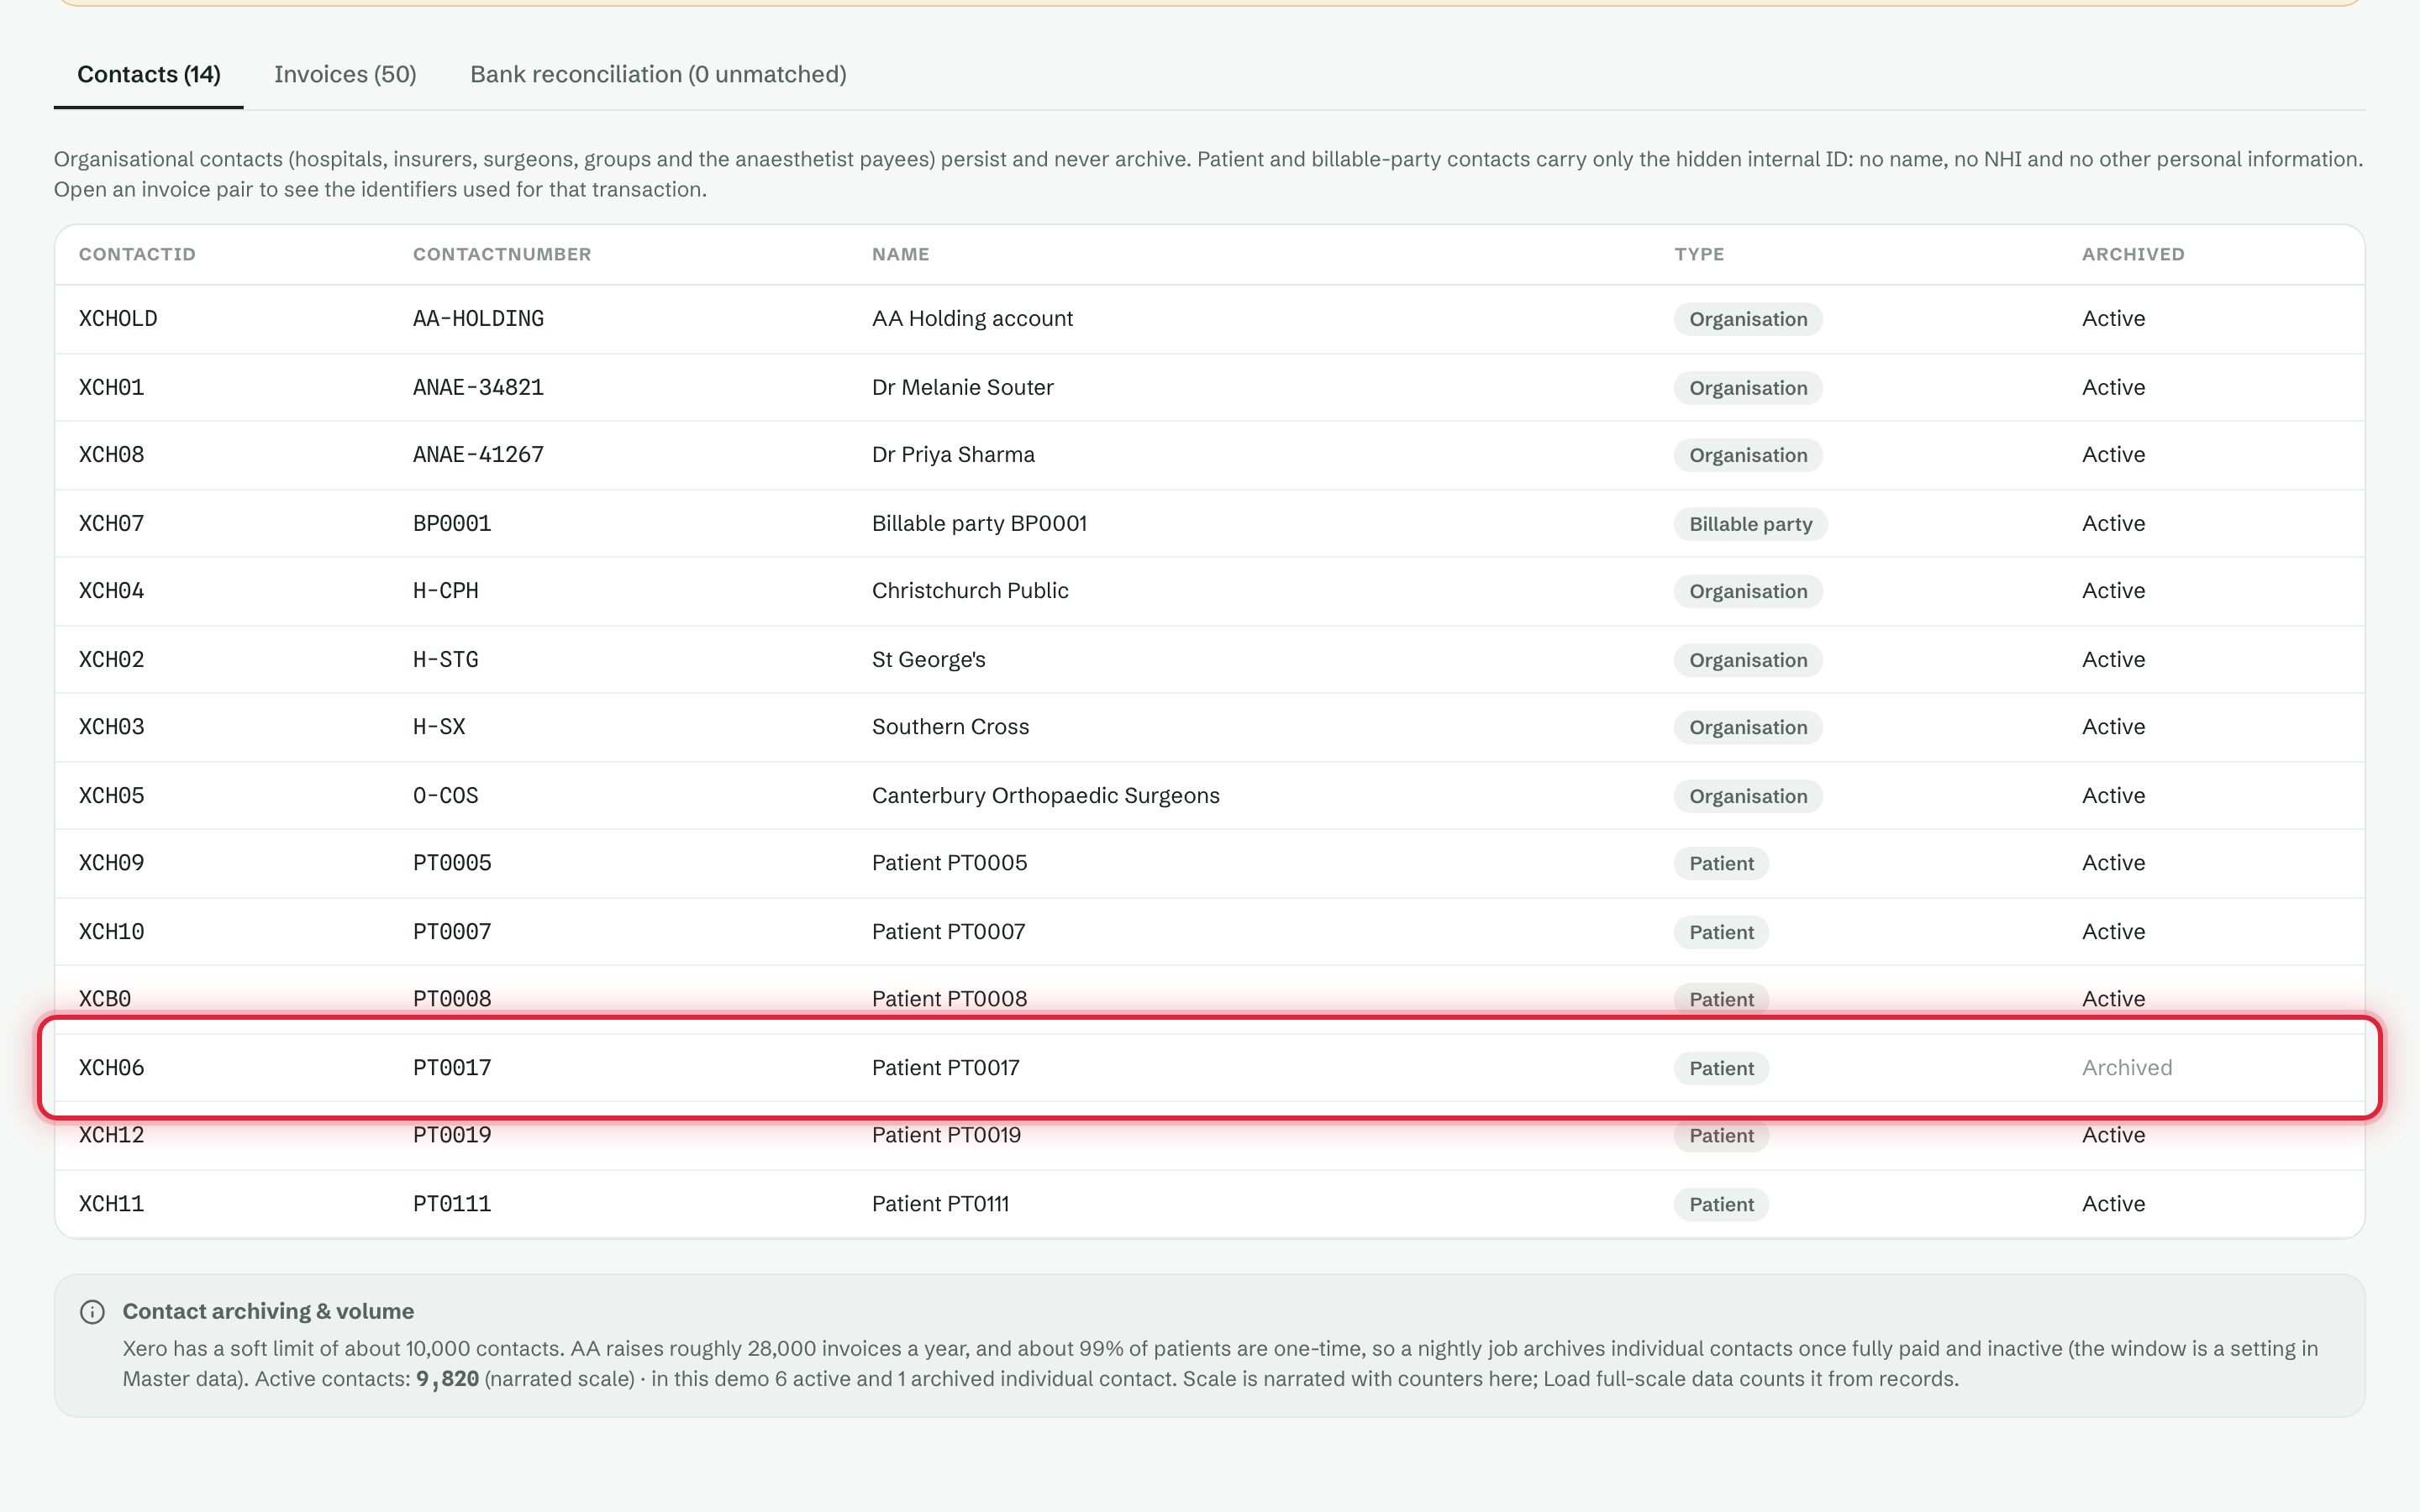 Contacts (14) Invoices (50) Bank reconciliation (0 unmatched)
Organisational contacts (hospitals, insurers, surgeons, groups and the anaesthetist payees) persist and never archive. Patient and billable-party contacts carry only the hidden internal ID: no name, no NHI and no other personal information.
Open an invoice pair to see the identifiers used for that transaction.
CONTACTID CONTACTNUMBER NAME TYPE ARCHIVED
XCHOLD AA-HOLDING AA Holding account Organisation Active
XCH01 ANAE-34821 Dr Melanie Souter Organisation Active
XCH08 ANAE-41267 Dr Priya Sharma Organisation Active
XCH07 BP0001 Billable party BP0001 Billable party Active
XCH04 H-CPH Christchurch Public Organisation Active
XCH02 H-STG St George's Organisation Active
XCH03 H-SX Southern Cross Organisation Active
XCH05 O-COS Canterbury Orthopaedic Surgeons Organisation Active
XCH09 PT0005 Patient PT0005 Patient Active
XCH10 PT0007 Patient PT0007 Patient Active
XCB0 PT0008 Patient PT0008 Patient Active
XCH06 PT0017 Patient PT0017 Patient Archived
XCH12 PT0019 Patient PT0019 Patient Active
XCH11 PT0111 Patient PT0111 Patient Active
Contact archiving & volume
Xero has a soft limit of about 10,000 contacts. AA raises roughly 28,000 invoices a year, and about 99% of patients are one-time, so a nightly job archives individual contacts once fully paid and inactive (the window is a setting in
Master data). Active contacts: 9,820 (narrated scale) · in this demo 6 active and 1 archived individual contact. Scale is narrated with counters here; Load full-scale data counts it from records.